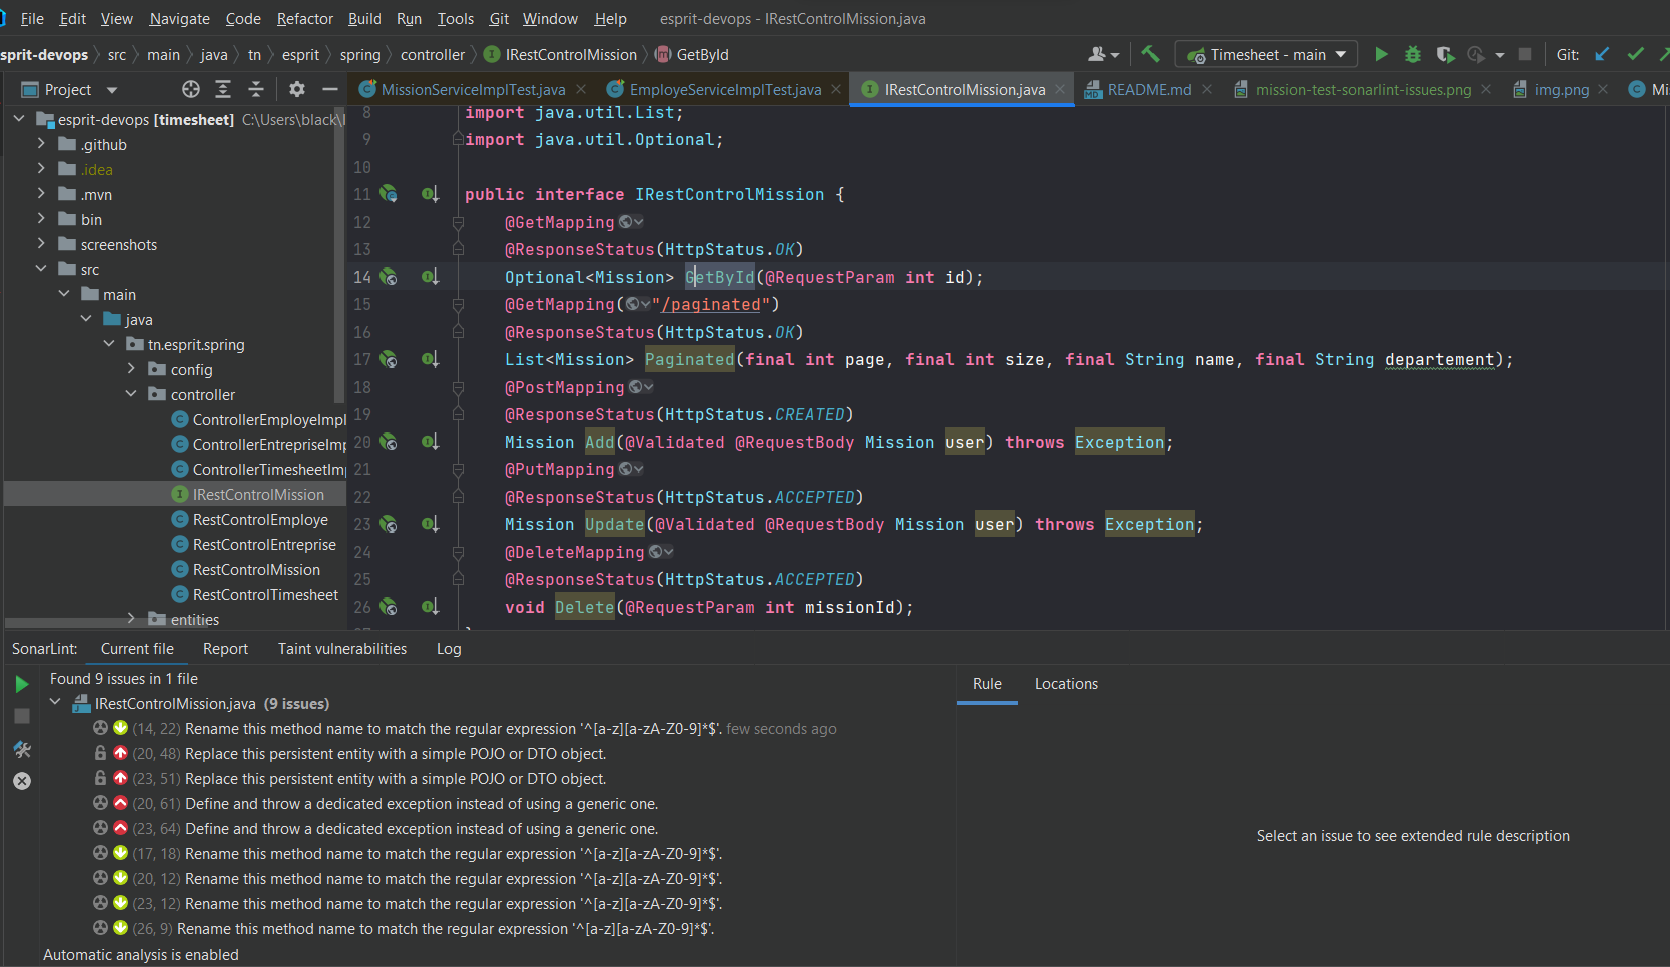 File Edit View Navigate Code Refactor Build Run Tools Git Window Help esprit-devops - IRestControlMission.java
sprit-devops src main java tn esprit spring controller IRestControlMission GetById Timesheet - main Git:
Project
MissionServiceImplTest.java EmployeServiceImplTest.java IRestControlMission.java README.md mission-test-sonarlint-issues.png img.png Mi
esprit-devops [timesheet] C:\Users\black\
.github
.idea
.mvn
bin
screenshots
src
main
java
tn.esprit.spring
config
controller
ControllerEmployeImpl
ControllerEntrepriseImp
ControllerTimesheetImp
IRestControlMission
RestControlEmploye
RestControlEntreprise
RestControlMission
RestControlTimesheet
entities
8 import java.util.List;
9 import java.util.Optional;
10
11 public interface IRestControlMission {
12 @GetMapping
13 @ResponseStatus(HttpStatus.OK)
14 Optional<Mission> GetById(@RequestParam int id);
15 @GetMapping("/paginated")
16 @ResponseStatus(HttpStatus.OK)
17 List<Mission> Paginated(final int page, final int size, final String name, final String departement);
18 @PostMapping
19 @ResponseStatus(HttpStatus.CREATED)
20 Mission Add(@Validated @RequestBody Mission user) throws Exception;
21 @PutMapping
22 @ResponseStatus(HttpStatus.ACCEPTED)
23 Mission Update(@Validated @RequestBody Mission user) throws Exception;
24 @DeleteMapping
25 @ResponseStatus(HttpStatus.ACCEPTED)
26 void Delete(@RequestParam int missionId);
SonarLint: Current file Report Taint vulnerabilities Log
Found 9 issues in 1 file
IRestControlMission.java (9 issues)
(14, 22) Rename this method name to match the regular expression '^[a-z][a-zA-Z0-9]*$'. few seconds ago
(20, 48) Replace this persistent entity with a simple POJO or DTO object.
(23, 51) Replace this persistent entity with a simple POJO or DTO object.
(20, 61) Define and throw a dedicated exception instead of using a generic one.
(23, 64) Define and throw a dedicated exception instead of using a generic one.
(17, 18) Rename this method name to match the regular expression '^[a-z][a-zA-Z0-9]*$'.
(20, 12) Rename this method name to match the regular expression '^[a-z][a-zA-Z0-9]*$'.
(23, 12) Rename this method name to match the regular expression '^[a-z][a-zA-Z0-9]*$'.
(26, 9) Rename this method name to match the regular expression '^[a-z][a-zA-Z0-9]*$'.
Automatic analysis is enabled
Rule Locations
Select an issue to see extended rule description